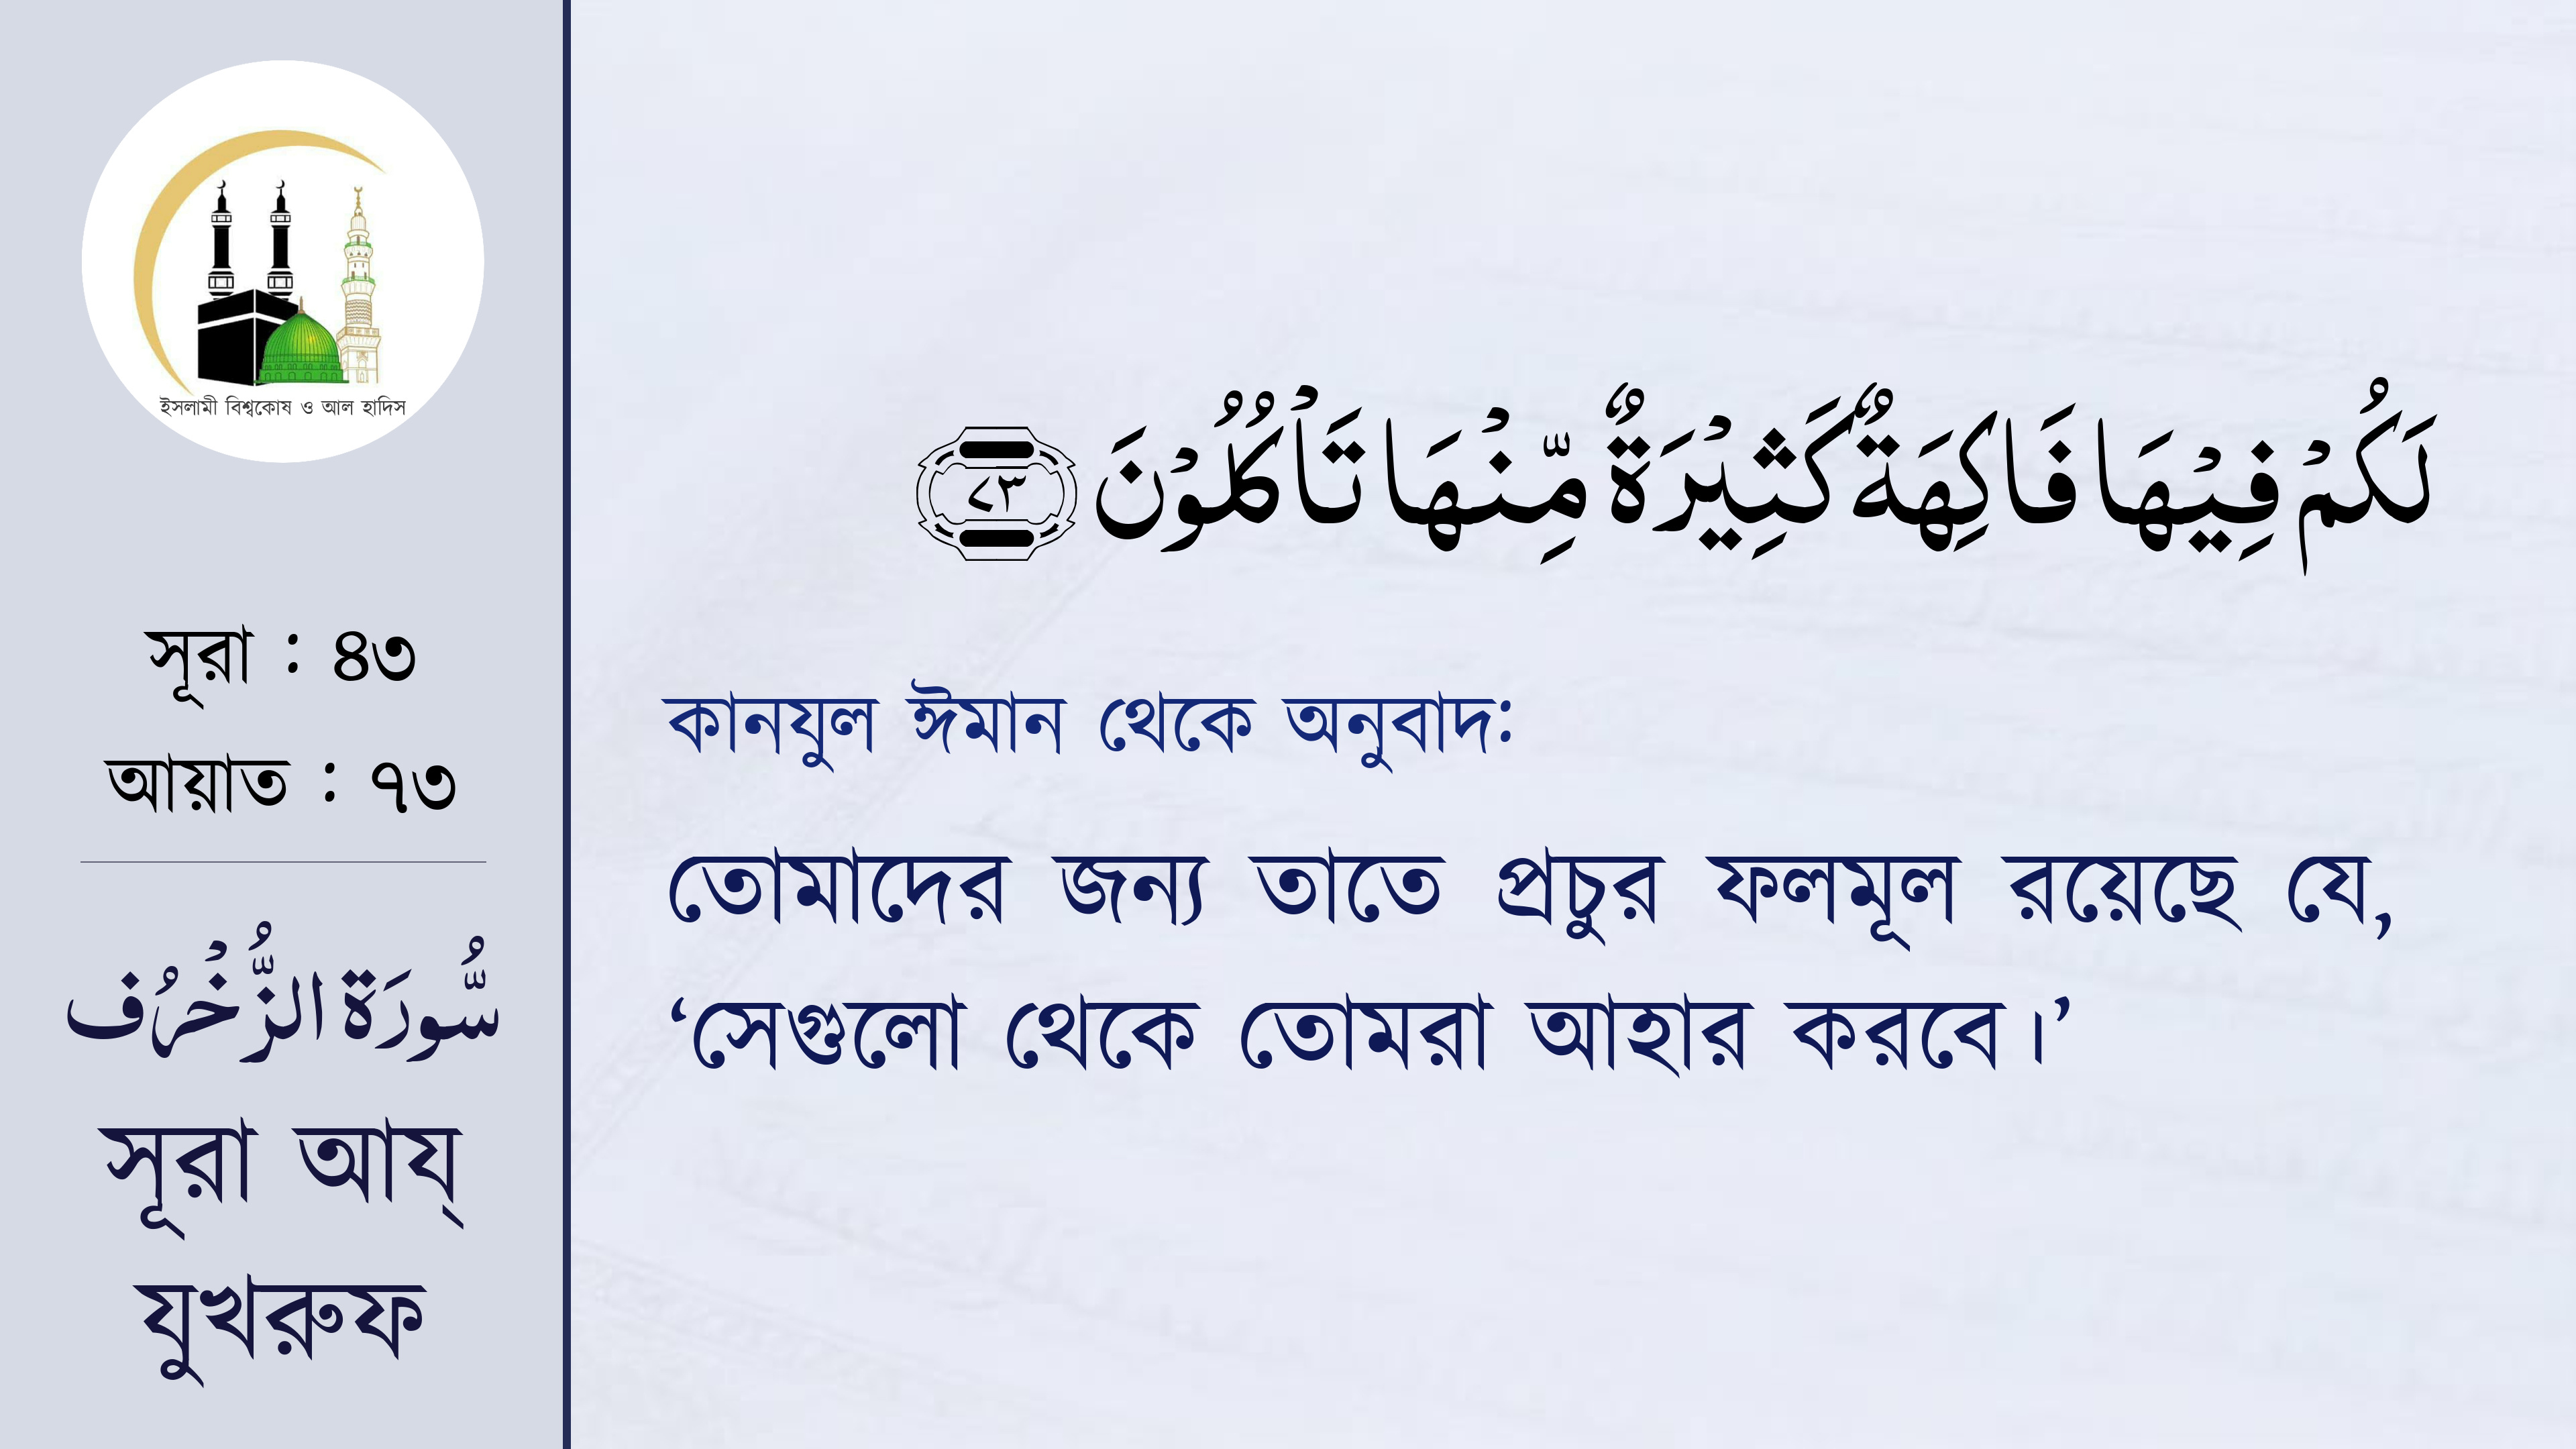 ইসলামী বিশ্বকোষ ও আল হাদিস
সূরা : ৪৩
আয়াত : ৭৩
سُّورَة الزُّخْرُف
সূরা আয্
যুখরুফ
لَكُمْ فِيْهَا فَاكِهَةٌ كَثِيْرَةٌ مِّنْهَا تَاْكُلُوْنَ ۷۳
কানযুল ঈমান থেকে অনুবাদ:
তোমাদের জন্য তাতে প্রচুর ফলমূল রয়েছে যে,
‘সেগুলো থেকে তোমরা আহার করবে।’